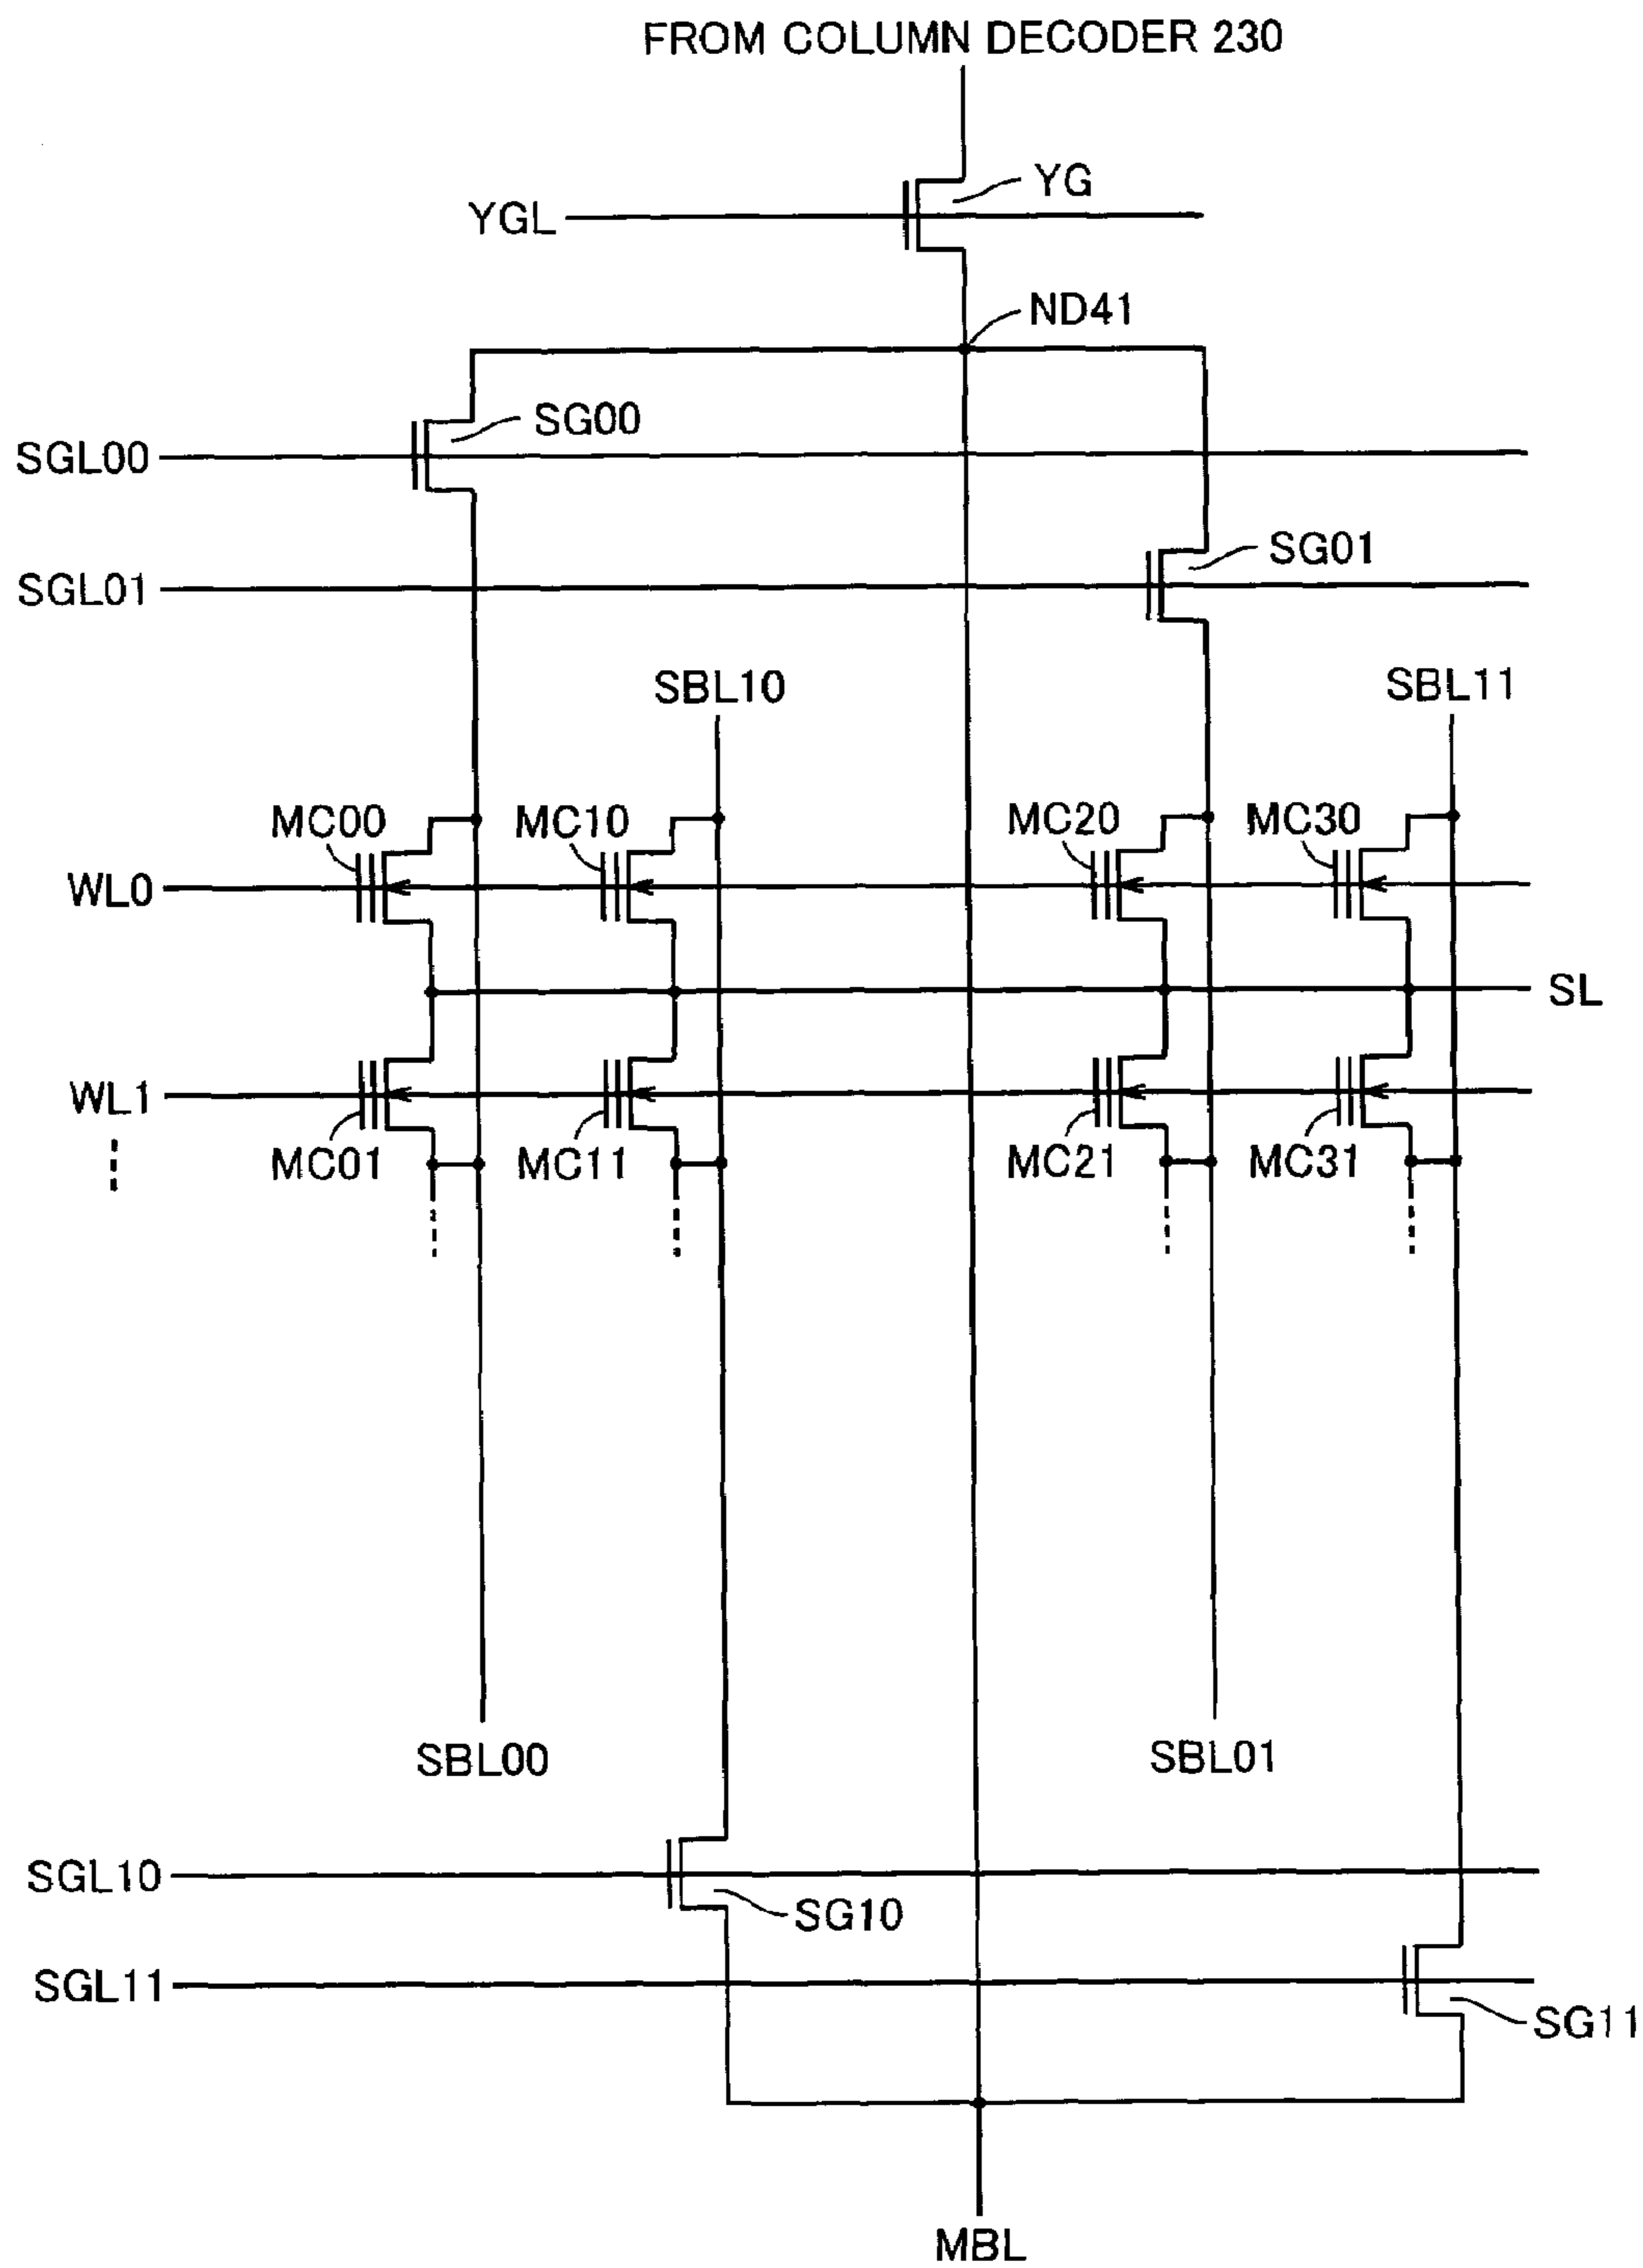 FROM COLUMN DECODER 230
YG
YGL
ND41
SG00
SGL00
SG01
SGL01
SBL10
SBL11
MC00
MC10
MC20
MC30
WL0
SL
WL1
MC01
MC11
MC21
MC31
SBL00
SBL01
SGL10
SG10
SGL11
SG11
MBL